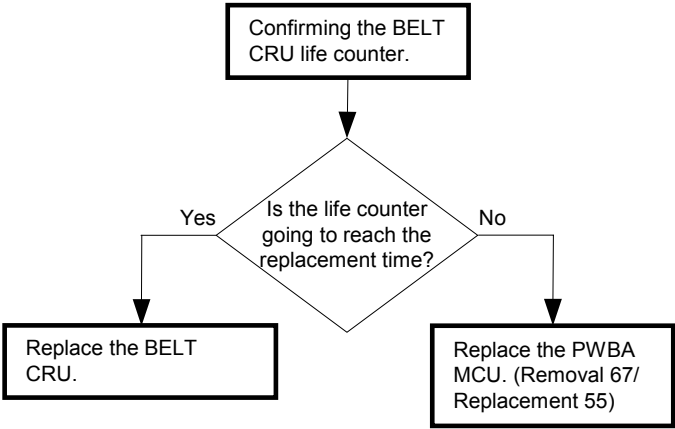 Confirming the BELT
CRU life counter.
Is the life counter
going to reach the
replacement time?
Yes
No
Replace the BELT
CRU.
Replace the PWBA
MCU. (Removal 67/
Replacement 55)